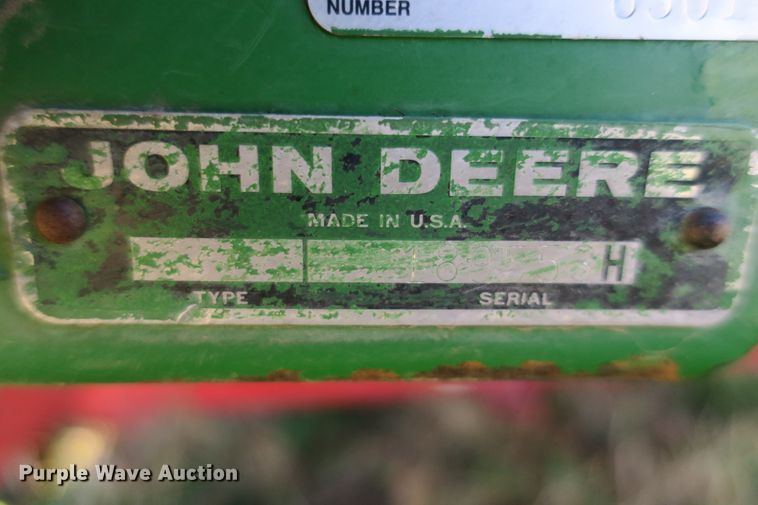 NUMBER
JOHN DEERE
MADE IN U.S.A.
H
TYPE SERIAL
Purple Wave Auction